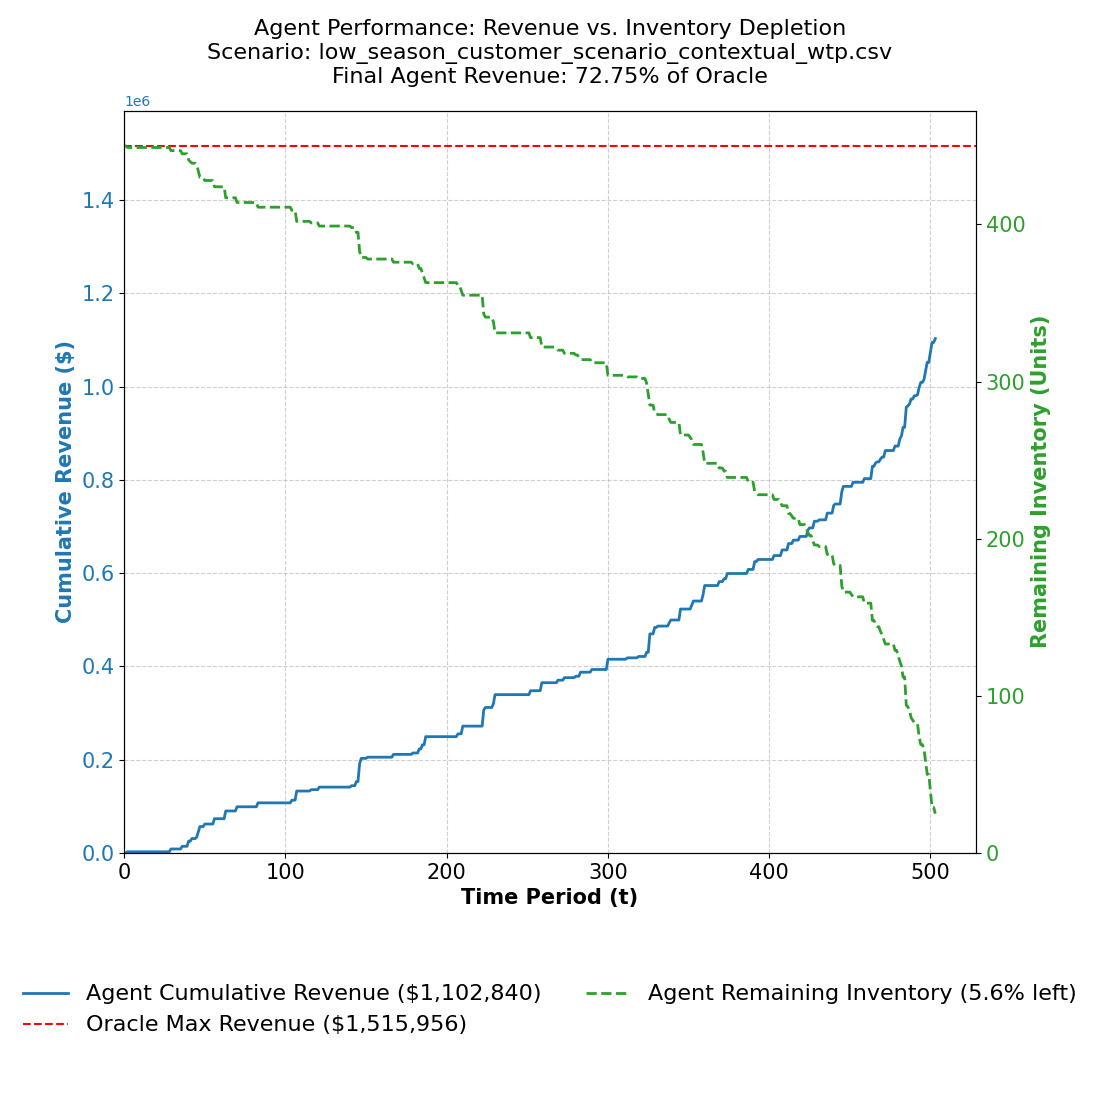 Agent Performance: Revenue vs. Inventory Depletion
Scenario: low_season_customer_scenario_contextual_wtp.csv
Final Agent Revenue: 72.75% of Oracle
1e6
1.4
1.2
1.0
0.8
0.6
0.4
0.2
0.0
Cumulative Revenue ($)
400
300
200
100
0
Remaining Inventory (Units)
0 100 200 300 400 500
Time Period (t)
Agent Cumulative Revenue ($1,102,840)
Oracle Max Revenue ($1,515,956)
Agent Remaining Inventory (5.6% left)